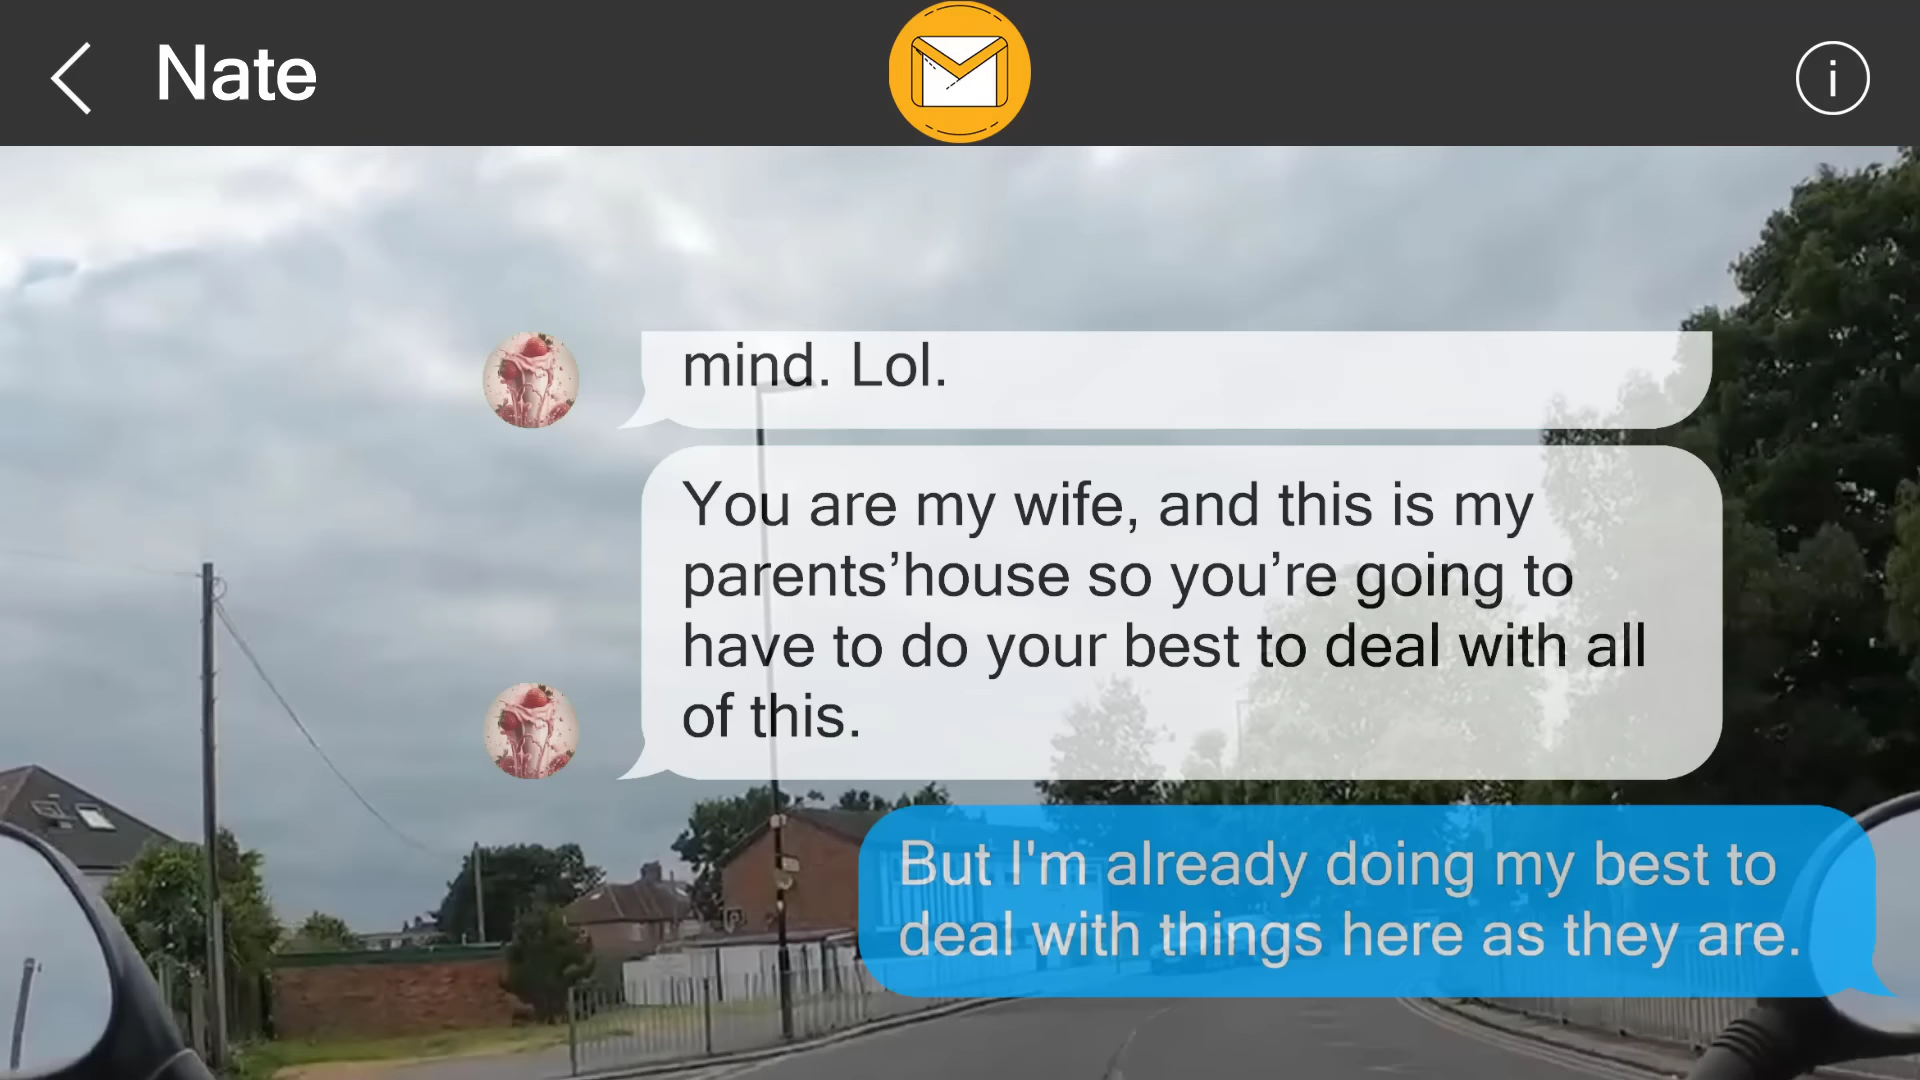 Nate
i
mind. Lol.
You are my wife, and this is my
parents’house so you’re going to
have to do your best to deal with all
of this.
But I'm already doing my best to
deal with things here as they are.